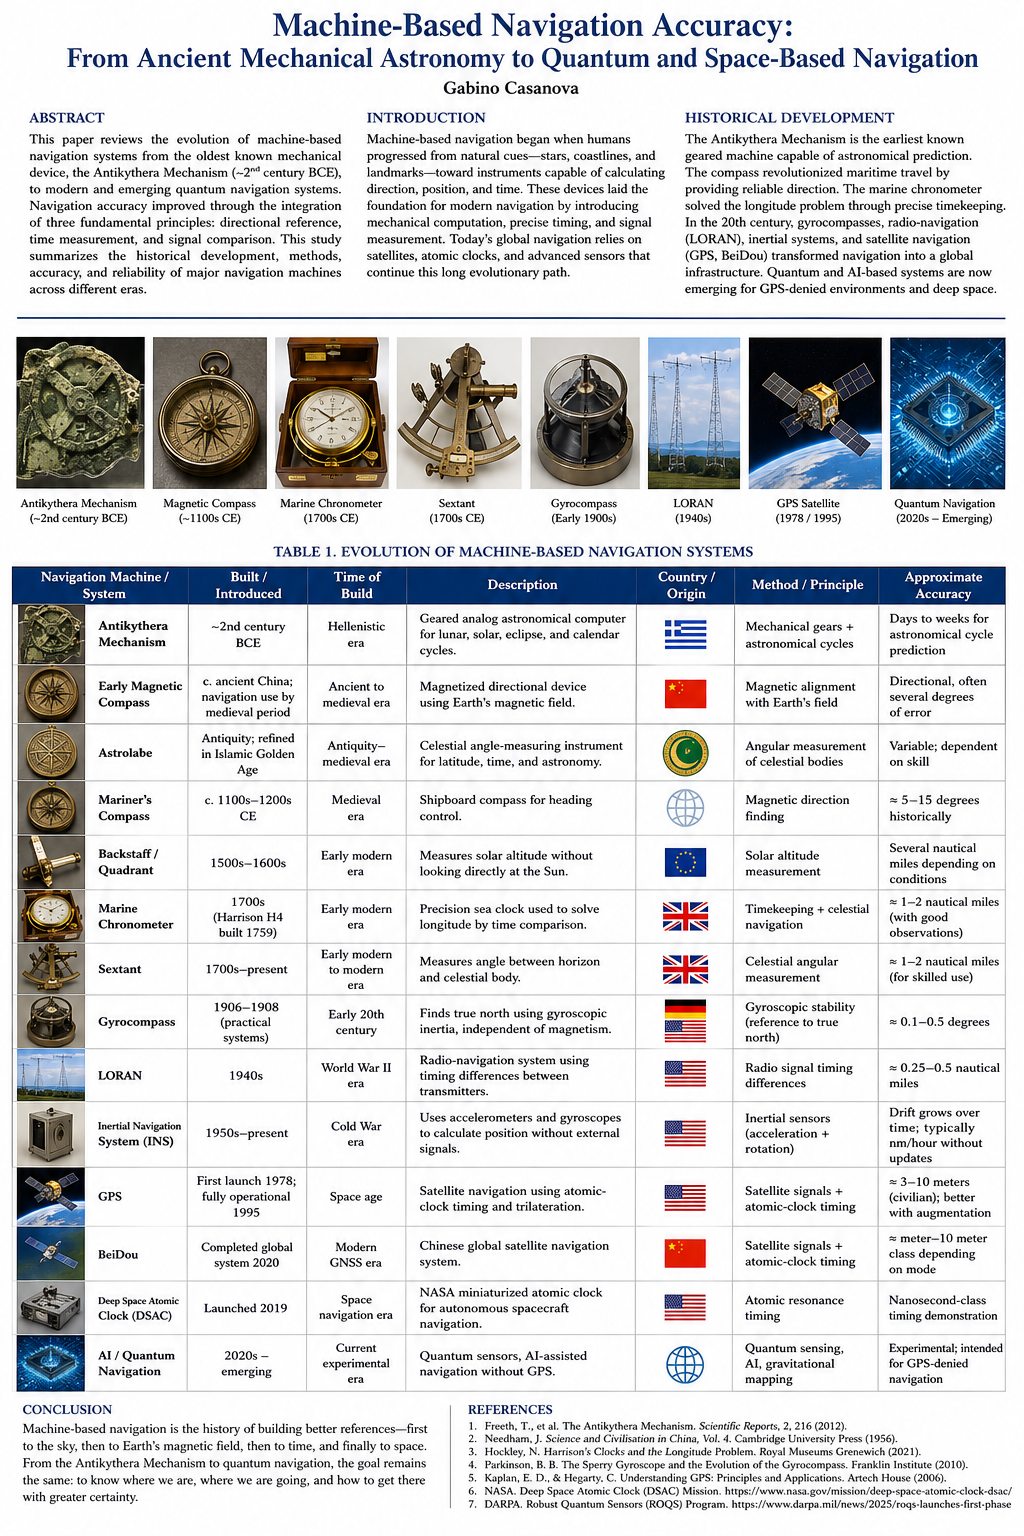 Machine-Based Navigation Accuracy:
From Ancient Mechanical Astronomy to Quantum and Space-Based Navigation
Gabino Casanova
ABSTRACT
This paper reviews the evolution of machine-based
navigation systems from the oldest known mechanical
device, the Antikythera Mechanism (~2nd century BCE),
to modern and emerging quantum navigation systems.
Navigation accuracy improved through the integration
of three fundamental principles: directional reference,
time measurement, and signal comparison. This study
summarizes the historical development, methods,
accuracy, and reliability of major navigation machines
across different eras.
INTRODUCTION
Machine-based navigation began when humans
progressed from natural cues—stars, coastlines, and
landmarks—toward instruments capable of calculating
direction, position, and time. These devices laid the
foundation for modern navigation by introducing
mechanical computation, precise timing, and signal
measurement. Today's global navigation relies on
satellites, atomic clocks, and advanced sensors that
continue this long evolutionary path.
HISTORICAL DEVELOPMENT
The Antikythera Mechanism is the earliest known
geared machine capable of astronomical prediction.
The compass revolutionized maritime travel by
providing reliable direction. The marine chronometer
solved the longitude problem through precise timekeeping.
In the 20th century, gyrocompasses, radio-navigation
(LORAN), inertial systems, and satellite navigation
(GPS, BeiDou) transformed navigation into a global
infrastructure. Quantum and AI-based systems are now
emerging for GPS-denied environments and deep space.
Antikythera Mechanism
(~2nd century BCE)
Magnetic Compass
(~1100s CE)
Marine Chronometer
(1700s CE)
Sextant
(1700s CE)
Gyrocompass
(Early 1900s)
LORAN
(1940s)
GPS Satellite
(1978 / 1995)
Quantum Navigation
(2020s – Emerging)
TABLE 1. EVOLUTION OF MACHINE-BASED NAVIGATION SYSTEMS
Navigation Machine /
System
Built /
Introduced
Time of
Build
Description
Country /
Origin
Method / Principle
Approximate
Accuracy
Antikythera
Mechanism
~2nd century
BCE
Hellenistic
era
Geared analog astronomical computer
for lunar, solar, eclipse, and calendar
cycles.
Mechanical gears +
astronomical cycles
Days to weeks for
astronomical cycle
prediction
Early Magnetic
Compass
c. ancient China;
navigation use by
medieval period
Ancient to
medieval era
Magnetized directional device
using Earth's magnetic field.
Magnetic alignment
with Earth's field
Directional, often
several degrees
of error
Astrolabe
Antiquity; refined
in Islamic Golden
Age
Antiquity–
medieval era
Celestial angle-measuring instrument
for latitude, time, and astronomy.
Angular measurement
of celestial bodies
Variable; dependent
on skill
Mariner's
Compass
c. 1100s–1200s
CE
Medieval
era
Shipboard compass for heading
control.
Magnetic direction
finding
≈ 5–15 degrees
historically
Backstaff /
Quadrant
1500s–1600s
Early modern
era
Measures solar altitude without
looking directly at the Sun.
Solar altitude
measurement
Several nautical
miles depending on
conditions
Marine
Chronometer
1700s
(Harrison H4
built 1759)
Early modern
era
Precision sea clock used to solve
longitude by time comparison.
Timekeeping + celestial
navigation
≈ 1–2 nautical miles
(with good
observations)
Sextant
1700s–present
Early modern
to modern
era
Measures angle between horizon
and celestial body.
Celestial angular
measurement
≈ 1–2 nautical miles
(for skilled use)
Gyrocompass
1906–1908
(practical
systems)
Early 20th
century
Finds true north using gyroscopic
inertia, independent of magnetism.
Gyroscopic stability
(reference to true
north)
≈ 0.1–0.5 degrees
LORAN
1940s
World War II
era
Radio-navigation system using
timing differences between
transmitters.
Radio signal timing
differences
≈ 0.25–0.5 nautical
miles
Inertial Navigation
System (INS)
1950s–present
Cold War
era
Uses accelerometers and gyroscopes
to calculate position without external
signals.
Inertial sensors
(acceleration +
rotation)
Drift grows over
time; typically
nm/hour without
updates
GPS
First launch 1978;
fully operational
1995
Space age
Satellite navigation using atomic-
clock timing and trilateration.
Satellite signals +
atomic-clock timing
≈ 3–10 meters
(civilian); better
with augmentation
BeiDou
Completed global
system 2020
Modern
GNSS era
Chinese global satellite navigation
system.
Satellite signals +
atomic-clock timing
≈ meter–10 meter
class depending
on mode
Deep Space Atomic
Clock (DSAC)
Launched 2019
Space
navigation era
NASA miniaturized atomic clock
for autonomous spacecraft
navigation.
Atomic resonance
timing
Nanosecond-class
timing demonstration
AI / Quantum
Navigation
2020s –
emerging
Current
experimental
era
Quantum sensors, AI-assisted
navigation without GPS.
Quantum sensing,
AI, gravitational
mapping
Experimental; intended
for GPS-denied
navigation
CONCLUSION
Machine-based navigation is the history of building better references—first
to the sky, then to Earth's magnetic field, then to time, and finally to space.
From the Antikythera Mechanism to quantum navigation, the goal remains
the same: to know where we are, where we are going, and how to get there
with greater certainty.
REFERENCES
1. Freeth, T., et al. The Antikythera Mechanism. Scientific Reports, 2, 216 (2012).
2. Needham, J. Science and Civilisation in China, Vol. 4. Cambridge University Press (1956).
3. Hockley, N. Harrison's Clocks and the Longitude Problem. Royal Museums Grenewich (2021).
4. Parkinson, B. B. The Sperry Gyroscope and the Evolution of the Gyrocompass. Franklin Institute (2010).
5. Kaplan, E. D., & Hegarty, C. Understanding GPS: Principles and Applications. Artech House (2006).
6. NASA. Deep Space Atomic Clock (DSAC) Mission. https://www.nasa.gov/mission/deep-space-atomic-clock-dsac/
7. DARPA. Robust Quantum Sensors (ROQS) Program. https://www.darpa.mil/news/2025/roqs-launches-first-phase